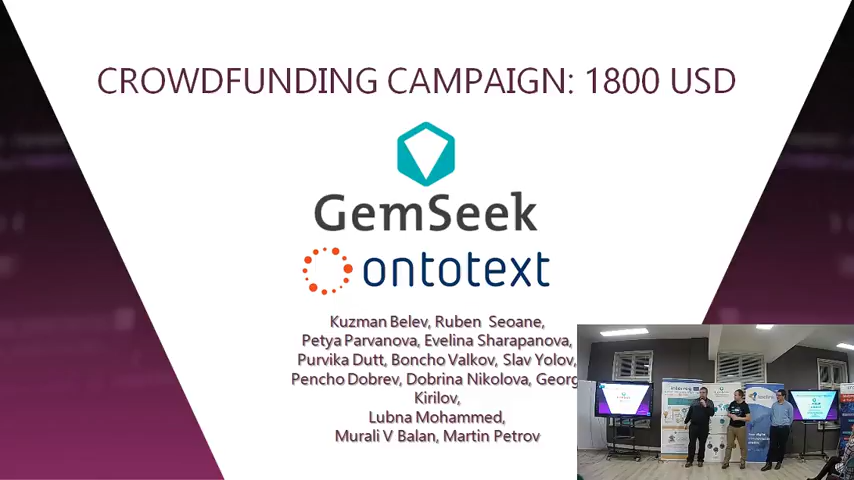 CROWDFUNDING CAMPAIGN: 1800 USD
GemSeek
ontotext
Kuzman Belev, Ruben Seoane,
Petya Parvanova, Evelina Sharapanova,
Purvika Dutt, Boncho Valkov, Slav Yolov,
Pencho Dobrev, Dobrina Nikolova, Georg
Kirilov,
Lubna Mohammed,
Murali V Balan, Martin Petrov